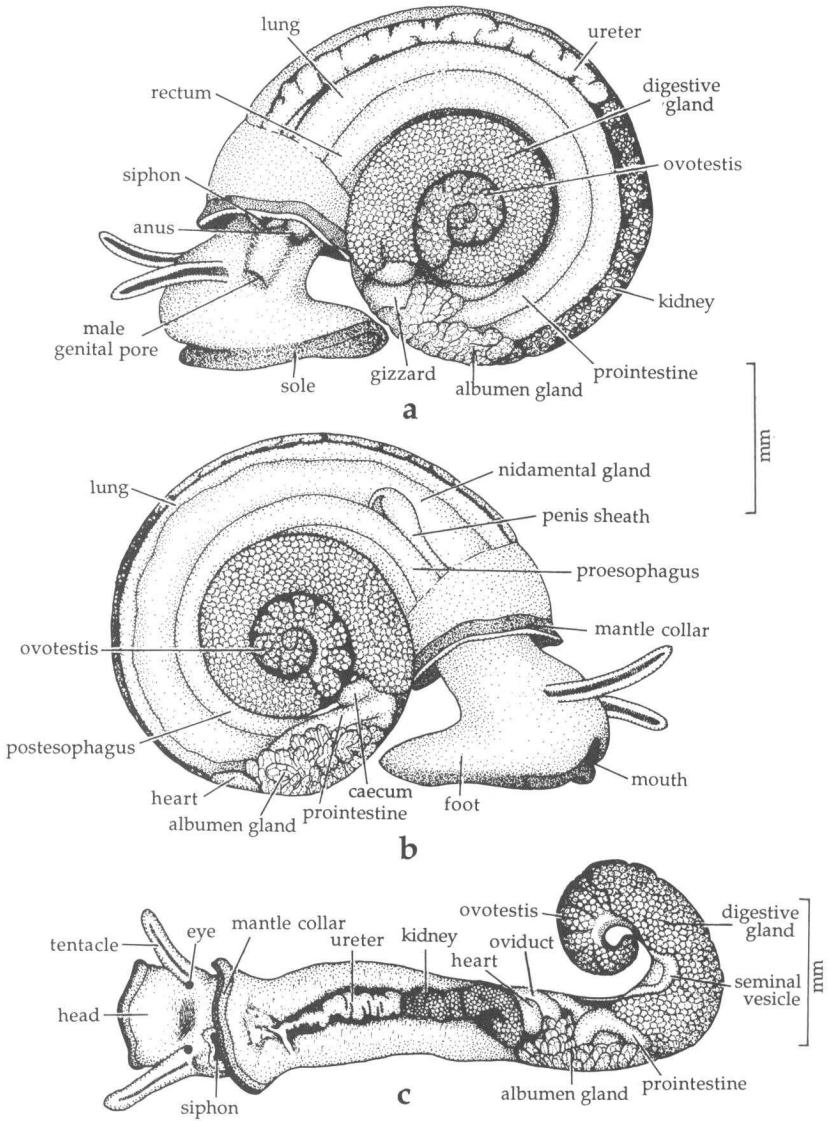 lung
ureter
rectum
digestive
gland
siphon
ovotestis
anus
kidney
male
genital pore
sole
gizzard
albumen gland
prointestine
a
mm
lung
nidamental gland
penis sheath
proesophagus
mantle collar
ovotestis
postesophagus
heart
albumen gland
prointestine
caecum
foot
mouth
b
tentacle
eye
mantle collar
ureter
kidney
heart
oviduct
ovotestis
digestive
gland
seminal
vesicle
head
mm
siphon
c
albumen gland
prointestine